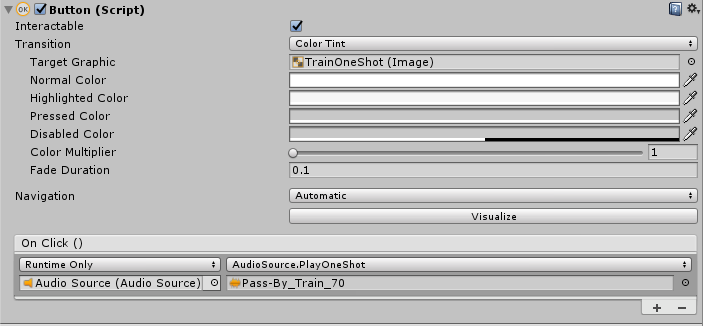 OK Button (Script)
Interactable
Transition Color Tint
Target Graphic TrainOneShot (Image)
Normal Color
Highlighted Color
Pressed Color
Disabled Color
Color Multiplier 1
Fade Duration 0.1
Navigation Automatic
Visualize
On Click ()
Runtime Only AudioSource.PlayOneShot
Audio Source (Audio Source) Pass-By_Train_70